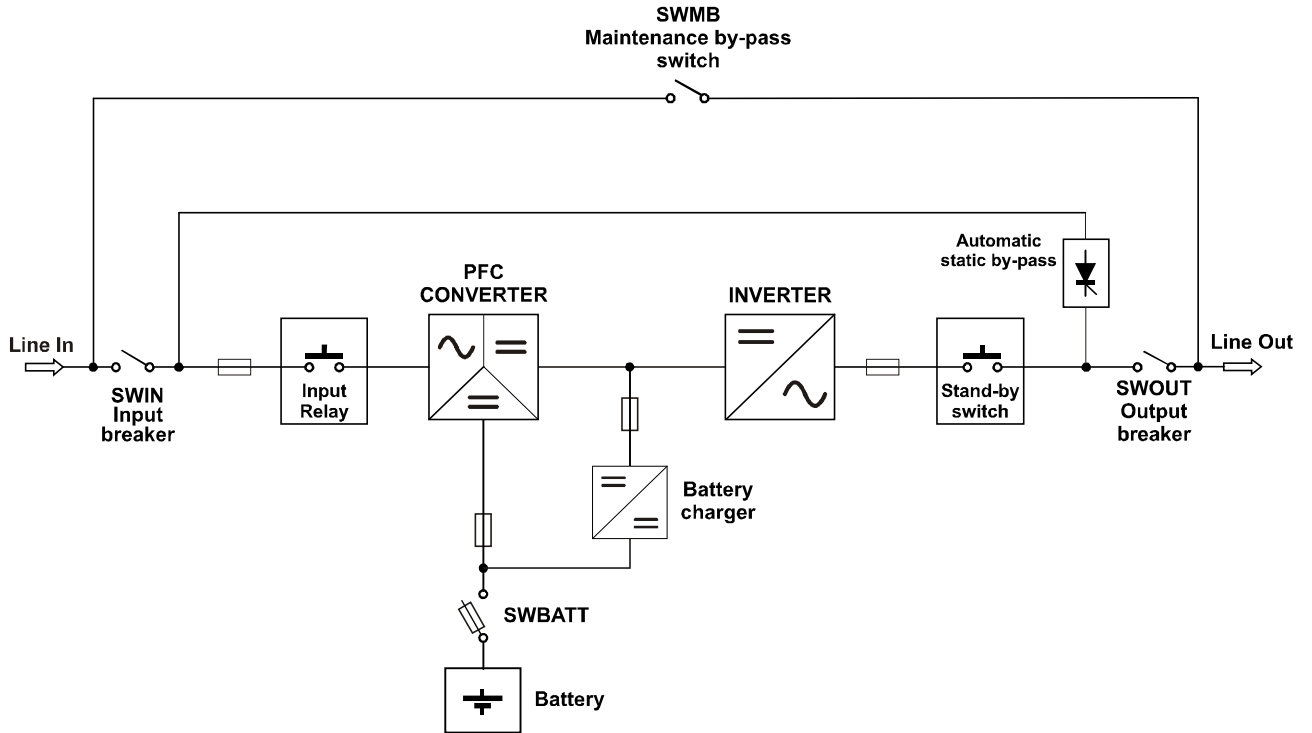 SWMB
Maintenance by-pass
switch
Automatic
static by-pass
PFC
CONVERTER
INVERTER
Line In
Line Out
SWIN
Input
breaker
Input
Relay
Stand-by
switch
SWOUT
Output
breaker
Battery
charger
SWBATT
Battery